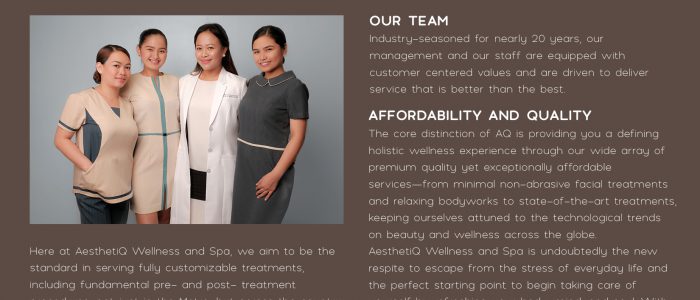 OUR TEAM
Industry-seasoned for nearly 20 years, our
management and our staff are equipped with
customer centered values and are driven to deliver
service that is better than the best.
AFFORDABILITY AND QUALITY
The core distinction of AQ is providing you a defining
holistic wellness experience through our wide array of
premium quality yet exceptionally affordable
services—from minimal non-abrasive facial treatments
and relaxing bodyworks to state-of-the-art treatments,
keeping ourselves attuned to the technological trends
on beauty and wellness across the globe.
AesthetiQ Wellness and Spa is undoubtedly the new
respite to escape from the stress of everyday life and
the perfect starting point to begin taking care of
Here at AesthetiQ Wellness and Spa, we aim to be the
standard in serving fully customizable treatments,
including fundamental pre- and post- treatment